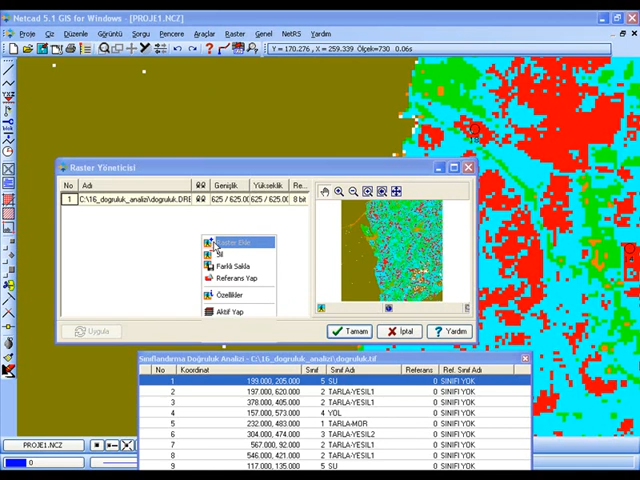 Netcad 5.1 GIS for Windows - [PROJE1.NCZ]
Proje Çiz Düzenle Görüntü Sorgu Pencere Araçlar Raster Genel NetRS Yardım
Y = 170.276, X = 259.339 Ölçek=730 0.06s
Raster Yöneticisi
No Adı Genişlik Yükseklik Re...
1 C:\16_dogruluk_analizi\dogruluk.DRE 625 / 625.00 625 / 625.00 8 bit
Raster Ekle
Sil
Farklı Sakla
Referans Yap
Özellikler
Aktif Yap
Uygula Tamam İptal Yardım
Sınıflandırma Doğruluk Analizi - C:\16_dogruluk_analizi\dogruluk.tif
No Koordinat Sınıf Sınıf Adı Referans Ref. Sınıf Adı
1 199.000, 205.000 5 SU 0 SINIFI YOK
2 197.000, 620.000 2 TARLA-YESIL1 0 SINIFI YOK
3 378.000, 405.000 2 TARLA-YESIL1 0 SINIFI YOK
4 157.000, 573.000 4 YOL 0 SINIFI YOK
5 232.000, 483.000 1 TARLA-MOR 0 SINIFI YOK
6 304.000, 474.000 3 TARLA-YESIL2 0 SINIFI YOK
7 567.000, 92.000 2 TARLA-YESIL1 0 SINIFI YOK
8 546.000, 421.000 2 TARLA-YESIL1 0 SINIFI YOK
9 117.000, 135.000 5 SU 0 SINIFI YOK
PROJE1.NCZ
0